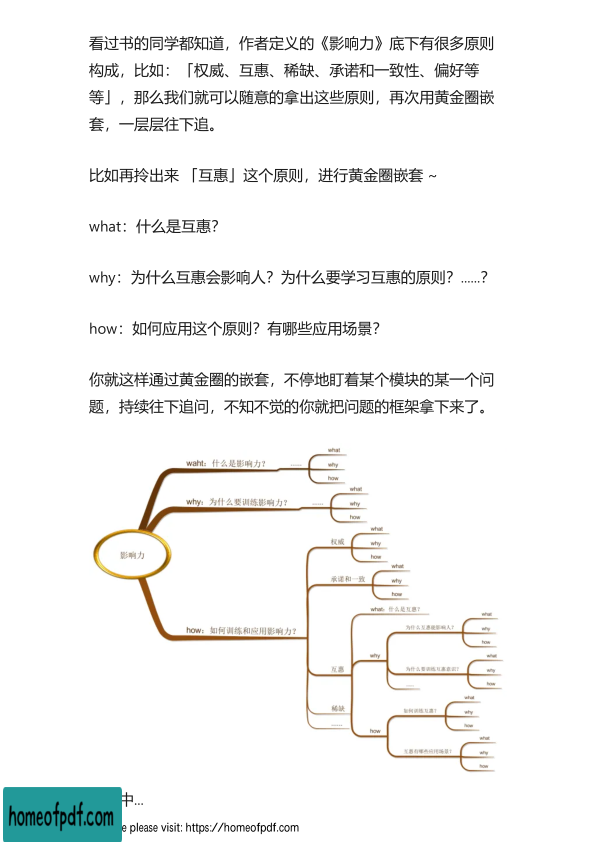 看过书的同学都知道，作者定义的《影响力》底下有很多原则
构成，比如：「权威、互惠、稀缺、承诺和一致性、偏好等
等」，那么我们就可以随意的拿出这些原则，再次用黄金圈嵌
套，一层层往下追。
比如再拎出来 「互惠」这个原则，进行黄金圈嵌套 ~
what：什么是互惠？
why：为什么互惠会影响人？为什么要学习互惠的原则？......？
how：如何应用这个原则？有哪些应用场景？
你就这样通过黄金圈的嵌套，不停地盯着某个模块的某一个问
题，持续往下追问，不知不觉的你就把问题的框架拿下来了。
影响力
waht：什么是影响力？
......
what
why
how
why：为什么要训练影响力？
......
what
why
how
how：如何训练和应用影响力？
权威
what
why
how
承诺和一致
what
why
how
互惠
what：什么是互惠？
why
为什么互惠能影响人？
what
why
how
为什么要训练互惠意识？
what
why
how
......
how
如何训练互惠？
what
why
how
互惠有哪些应用场景？
what
why
how
稀缺
......
中...
homeofpdf.com
e please visit: https://homeofpdf.com